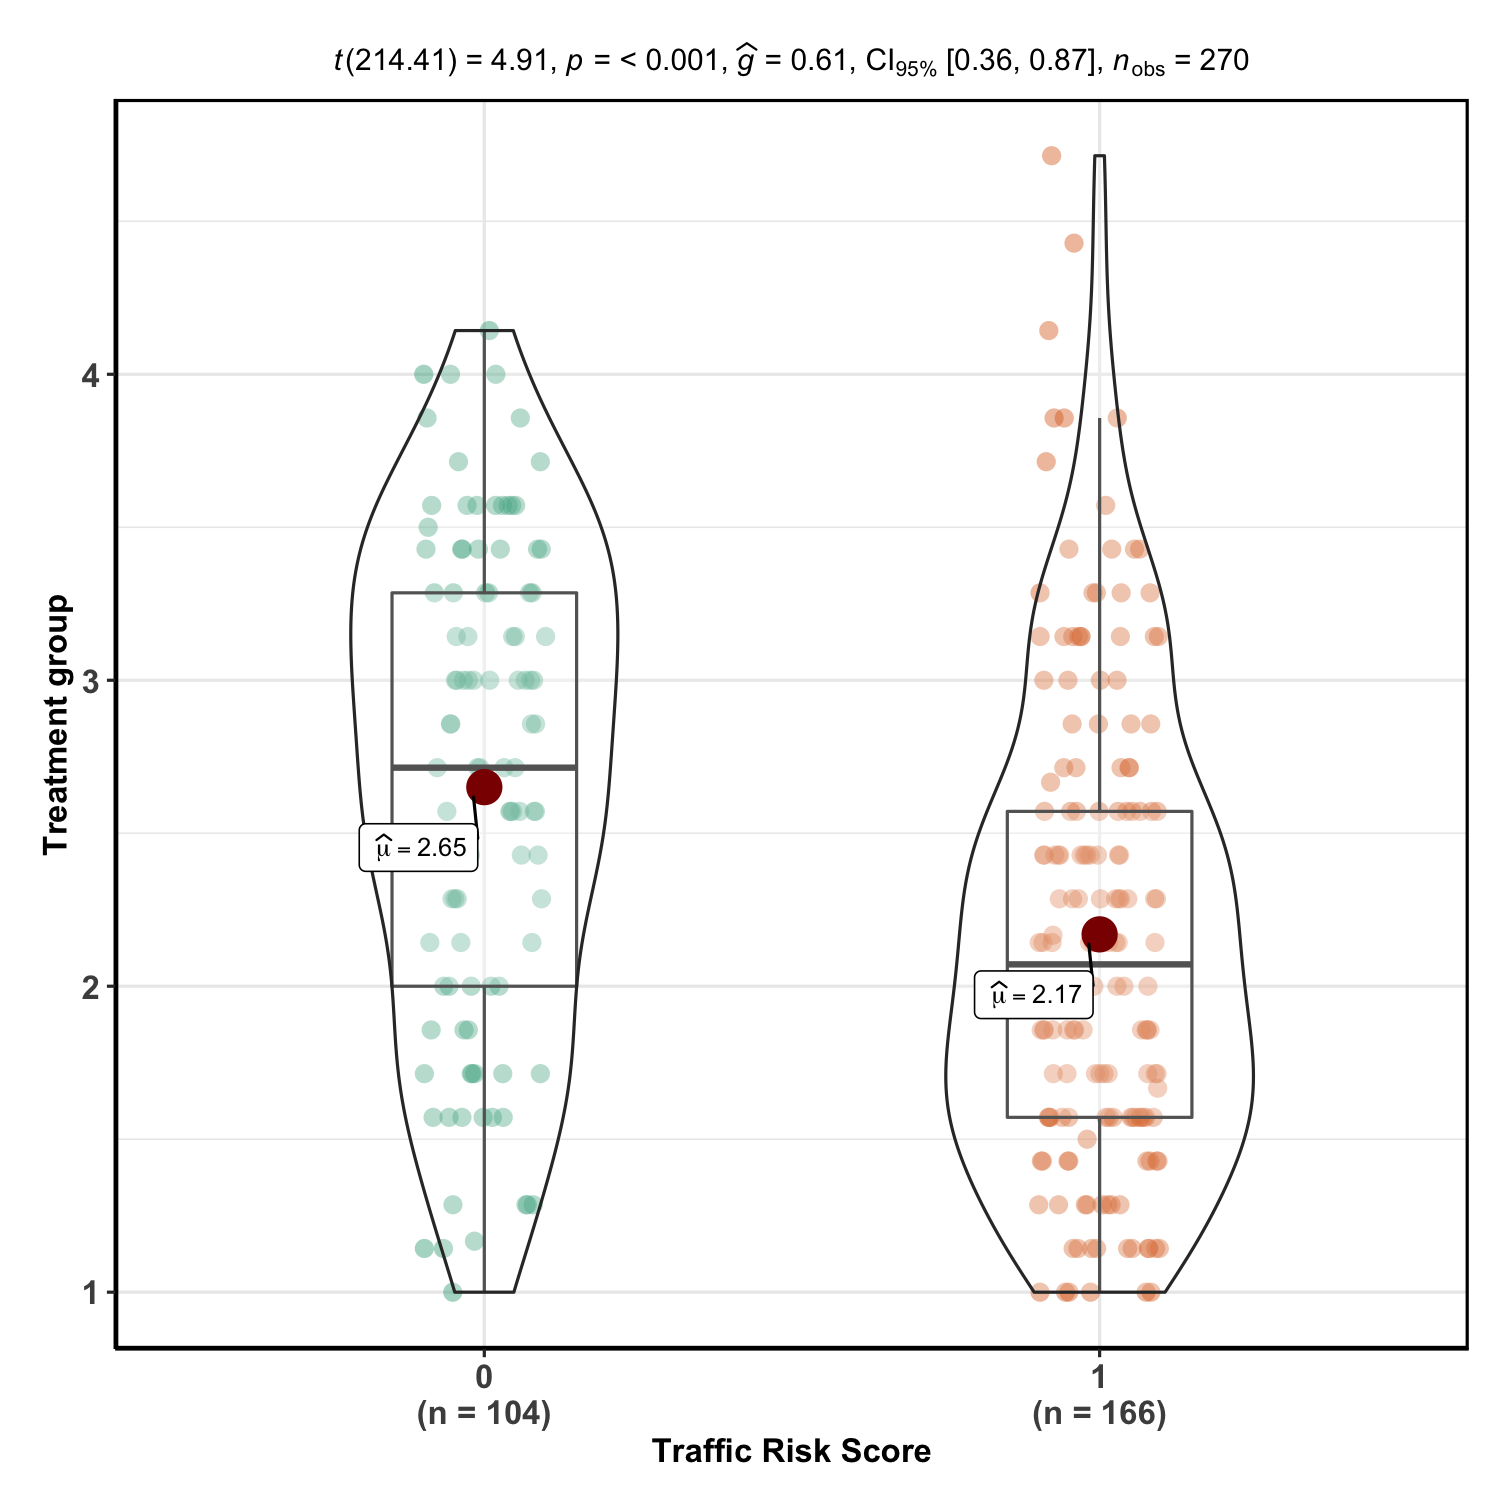 t(214.41) = 4.91, p = < 0.001, ĝ = 0.61, CI95% [0.36, 0.87], nobs = 270
Treatment group
4
3
2
1
μ̂ = 2.65
μ̂ = 2.17
0
(n = 104)
1
(n = 166)
Traffic Risk Score